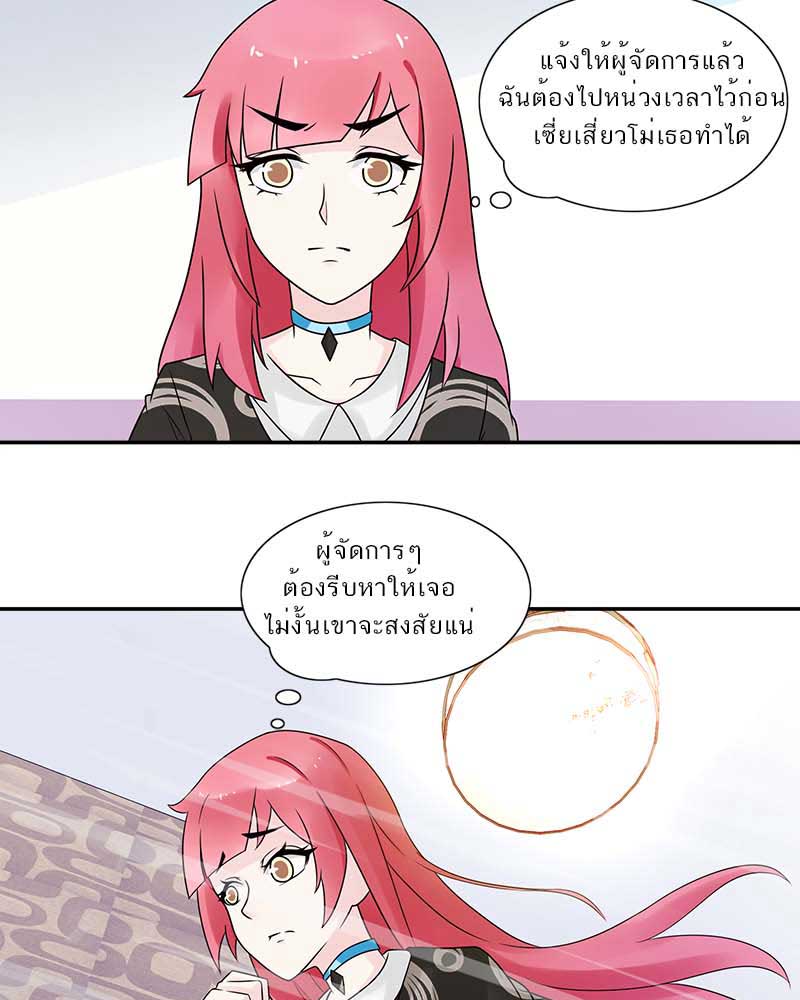 แจ้งให้ผู้จัดการแล้ว
ฉันต้องไปหน่วงเวลาไว้ก่อน
เซี่ยเสี่ยวโม่เธอทำได้
ผู้จัดการๆ
ต้องรีบหาให้เจอ
ไม่งั้นเขาจะสงสัยแน่